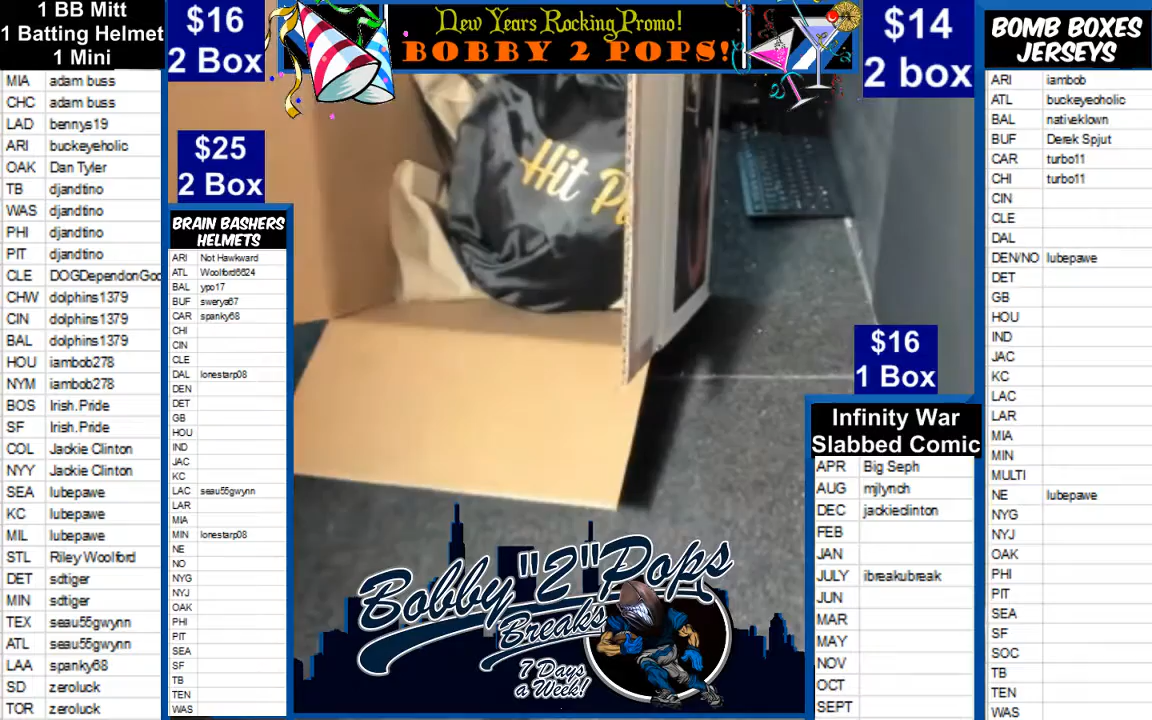 1 BB Mitt
1 Batting Helmet
1 Mini
MIA adam buss
CHC adam buss
LAD bennys19
ARI buckeyeholic
OAK Dan Tyler
TB djandtino
WAS djandtino
PHI djandtino
PIT djandtino
CLE DOGDependonGod
CHW dolphins1379
CIN dolphins1379
BAL dolphins1379
HOU iambob278
NYM iambob278
BOS Irish.Pride
SF Irish.Pride
COL Jackie Clinton
NYY Jackie Clinton
SEA lubepawe
KC lubepawe
MIL lubepawe
STL Riley Woolford
DET sdtiger
MIN sdtiger
TEX seau55gwynn
ATL seau55gwynn
LAA spanky68
SD zeroluck
TOR zeroluck
$16
2 Box
$25
2 Box
BRAIN BASHERS
HELMETS
ARI Not Hawkward
ATL Woolford6624
BAL ypo17
BUF swerya67
CAR spanky68
CHI
CIN
CLE
DAL lonestarp08
DEN
DET
GB
HOU
IND
JAC
KC
LAC seau55gwynn
LAR
MIA
MIN lonestarp08
NE
NO
NYG
NYJ
OAK
PHI
PIT
SEA
SF
TB
TEN
WAS
New Years Rocking Promo!
BOBBY 2 POPS!
Hit P
Bobby "2" Pops
Breaks
7 Days
a Week!
$14
2 box
$16
1 Box
Infinity War
Slabbed Comic
APR Big Seph
AUG mjlynch
DEC jackieclinton
FEB
JAN
JULY ibreakubreak
JUN
MAR
MAY
NOV
OCT
SEPT
BOMB BOXES
JERSEYS
ARI iambob
ATL buckeyeoholic
BAL nativeklown
BUF Derek Spjut
CAR turbo11
CHI turbo11
CIN
CLE
DAL
DEN/NO lubepawe
DET
GB
HOU
IND
JAC
KC
LAC
LAR
MIA
MIN
MULTI
NE lubepawe
NYG
NYJ
OAK
PHI
PIT
SEA
SF
SOC
TB
TEN
WAS